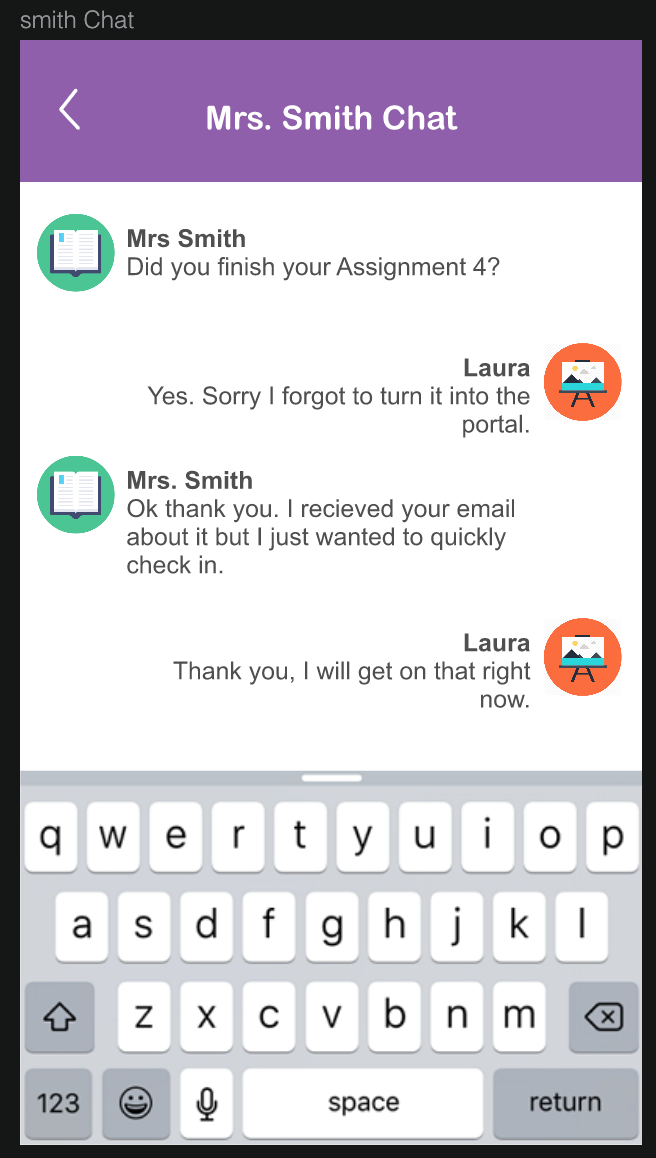 smith Chat
Mrs. Smith Chat
Mrs Smith
Did you finish your Assignment 4?
Laura
Yes. Sorry I forgot to turn it into the
portal.
Mrs. Smith
Ok thank you. I recieved your email
about it but I just wanted to quickly
check in.
Laura
Thank you, I will get on that right
now.
q w e r t y u i o p
a s d f g h j k l
z x c v b n m
123 space return